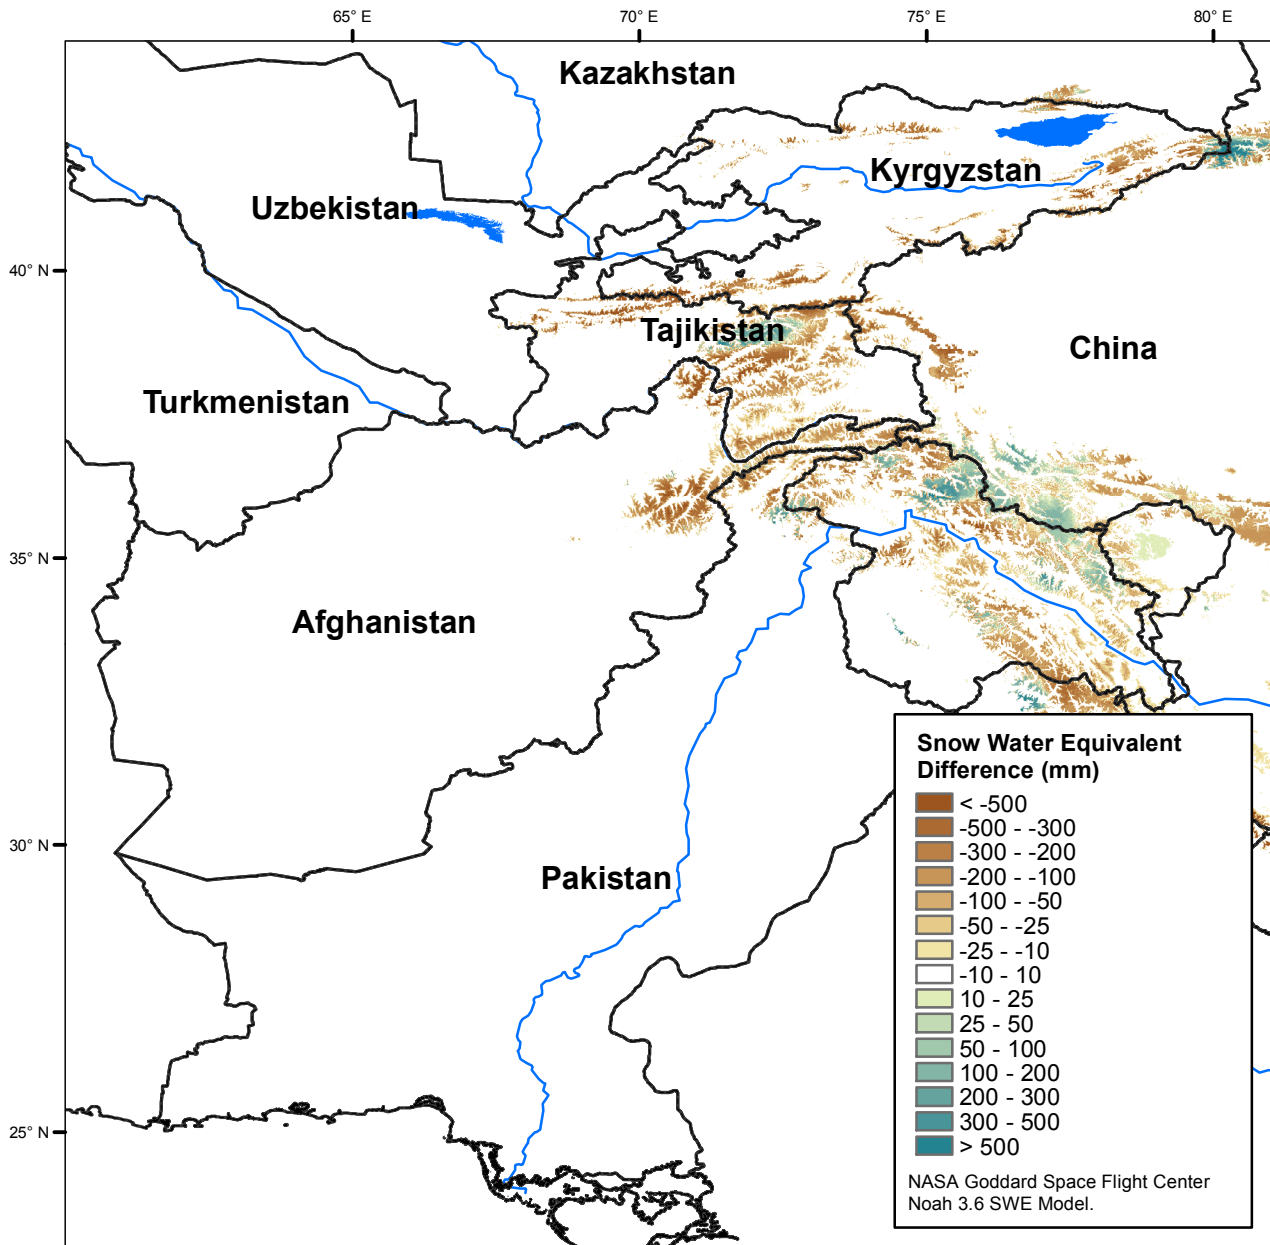 65° E
70° E
75° E
80° E
Kazakhstan
Kyrgyzstan
Uzbekistan
40° N
Tajikistan
China
Turkmenistan
35° N
Afghanistan
Snow Water Equivalent
Difference (mm)
< -500
-500 - -300
-300 - -200
-200 - -100
-100 - -50
-50 - -25
-25 - -10
-10 - 10
10 - 25
25 - 50
50 - 100
100 - 200
200 - 300
300 - 500
> 500
30° N
Pakistan
25° N
NASA Goddard Space Flight Center
Noah 3.6 SWE Model.